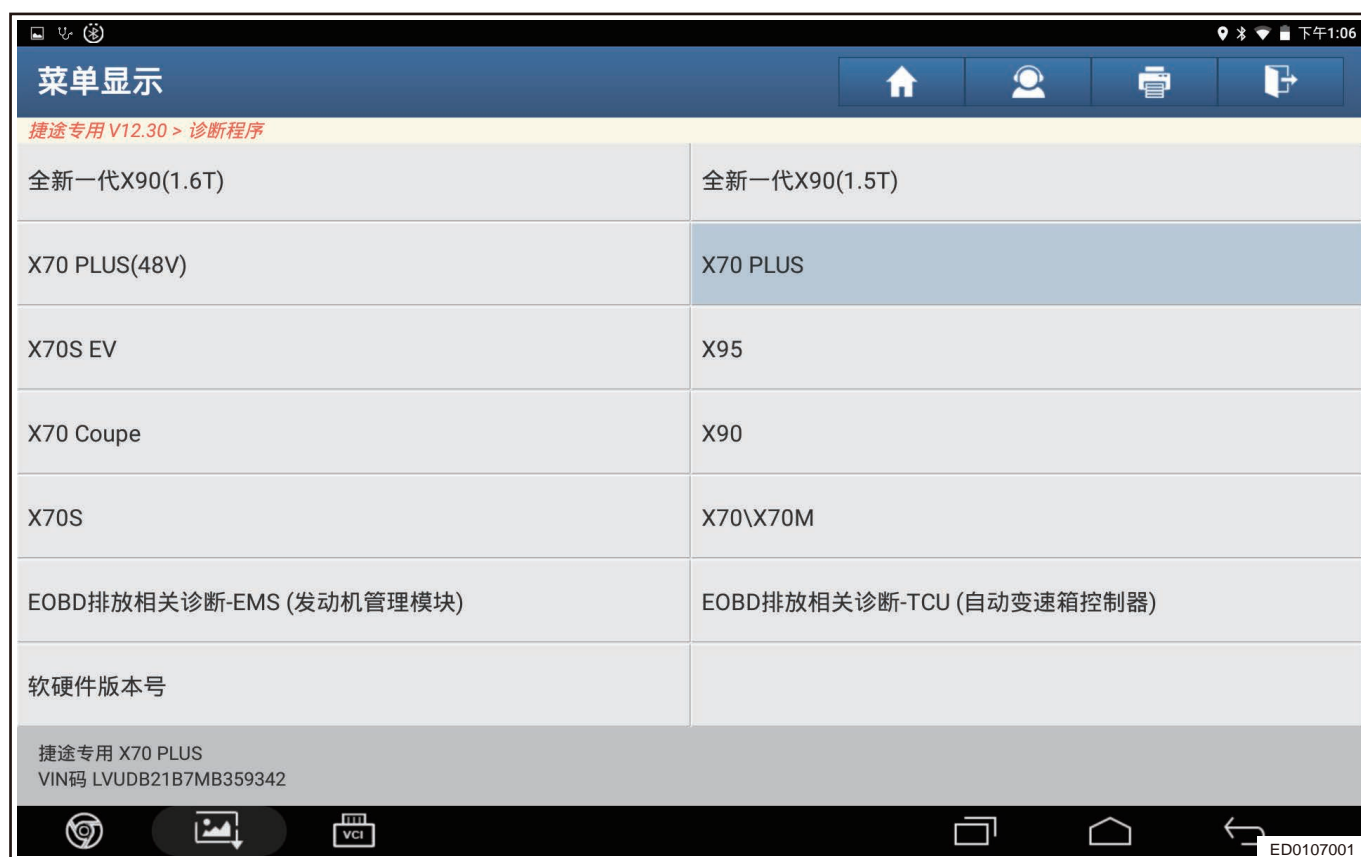 下午1:06
菜单显示
捷途专用 V12.30 > 诊断程序
全新一代X90(1.6T)
全新一代X90(1.5T)
X70 PLUS(48V)
X70 PLUS
X70S EV
X95
X70 Coupe
X90
X70S
X70\X70M
EOBD排放相关诊断-EMS (发动机管理模块)
EOBD排放相关诊断-TCU (自动变速箱控制器)
软硬件版本号
捷途专用 X70 PLUS
VIN码 LVUDB21B7MB359342
VCI
ED0107001